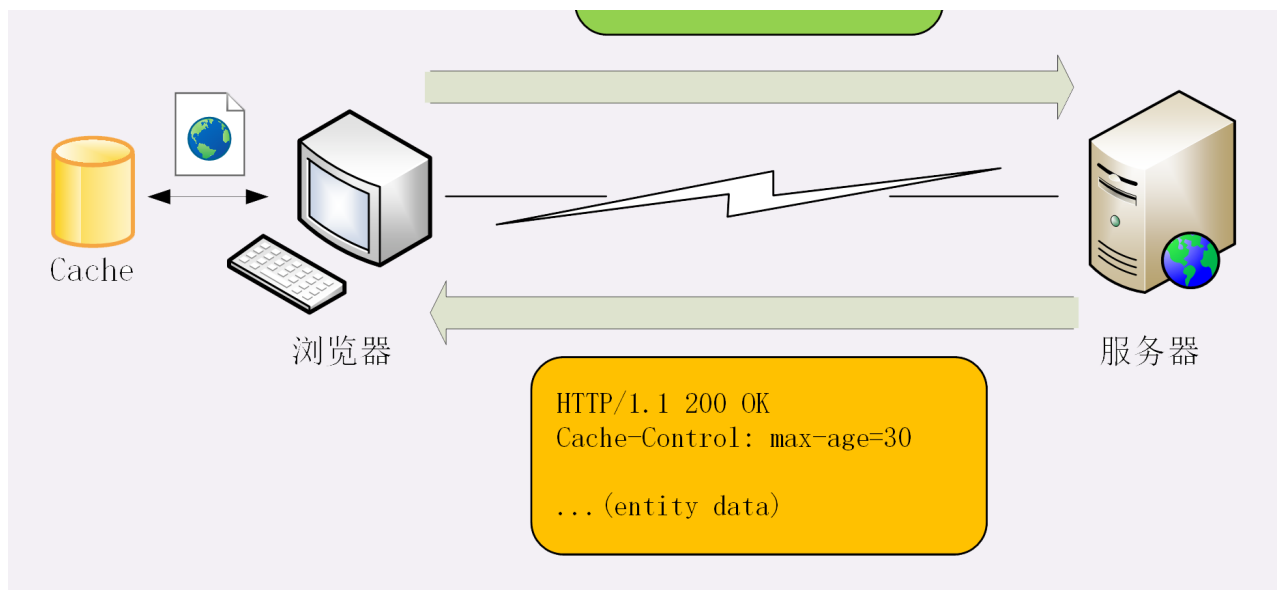 Cache
浏览器
服务器
HTTP/1.1 200 OK
Cache-Control: max-age=30
...(entity data)